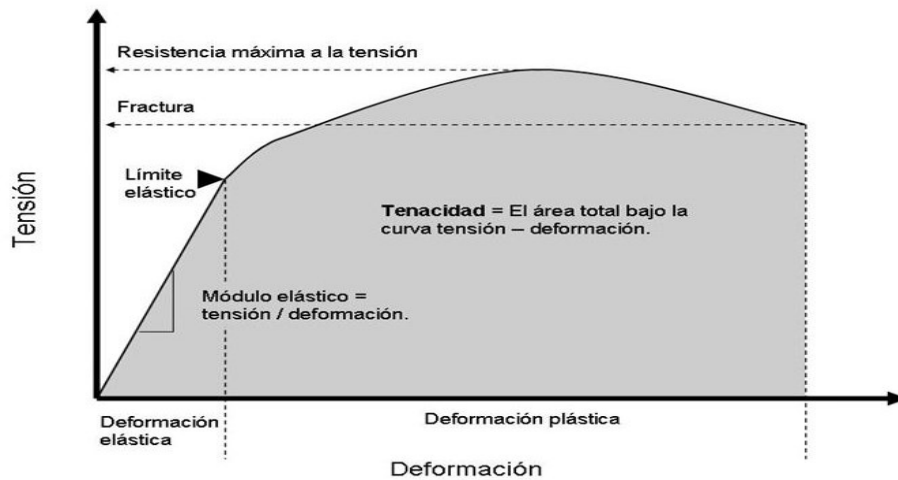 Resistencia máxima a la tensión
Fractura
Límite
elástico
Tensión
Tenacidad = El área total bajo la
curva tensión – deformación.
Módulo elástico =
tensión / deformación.
Deformación
elástica
Deformación plástica
Deformación